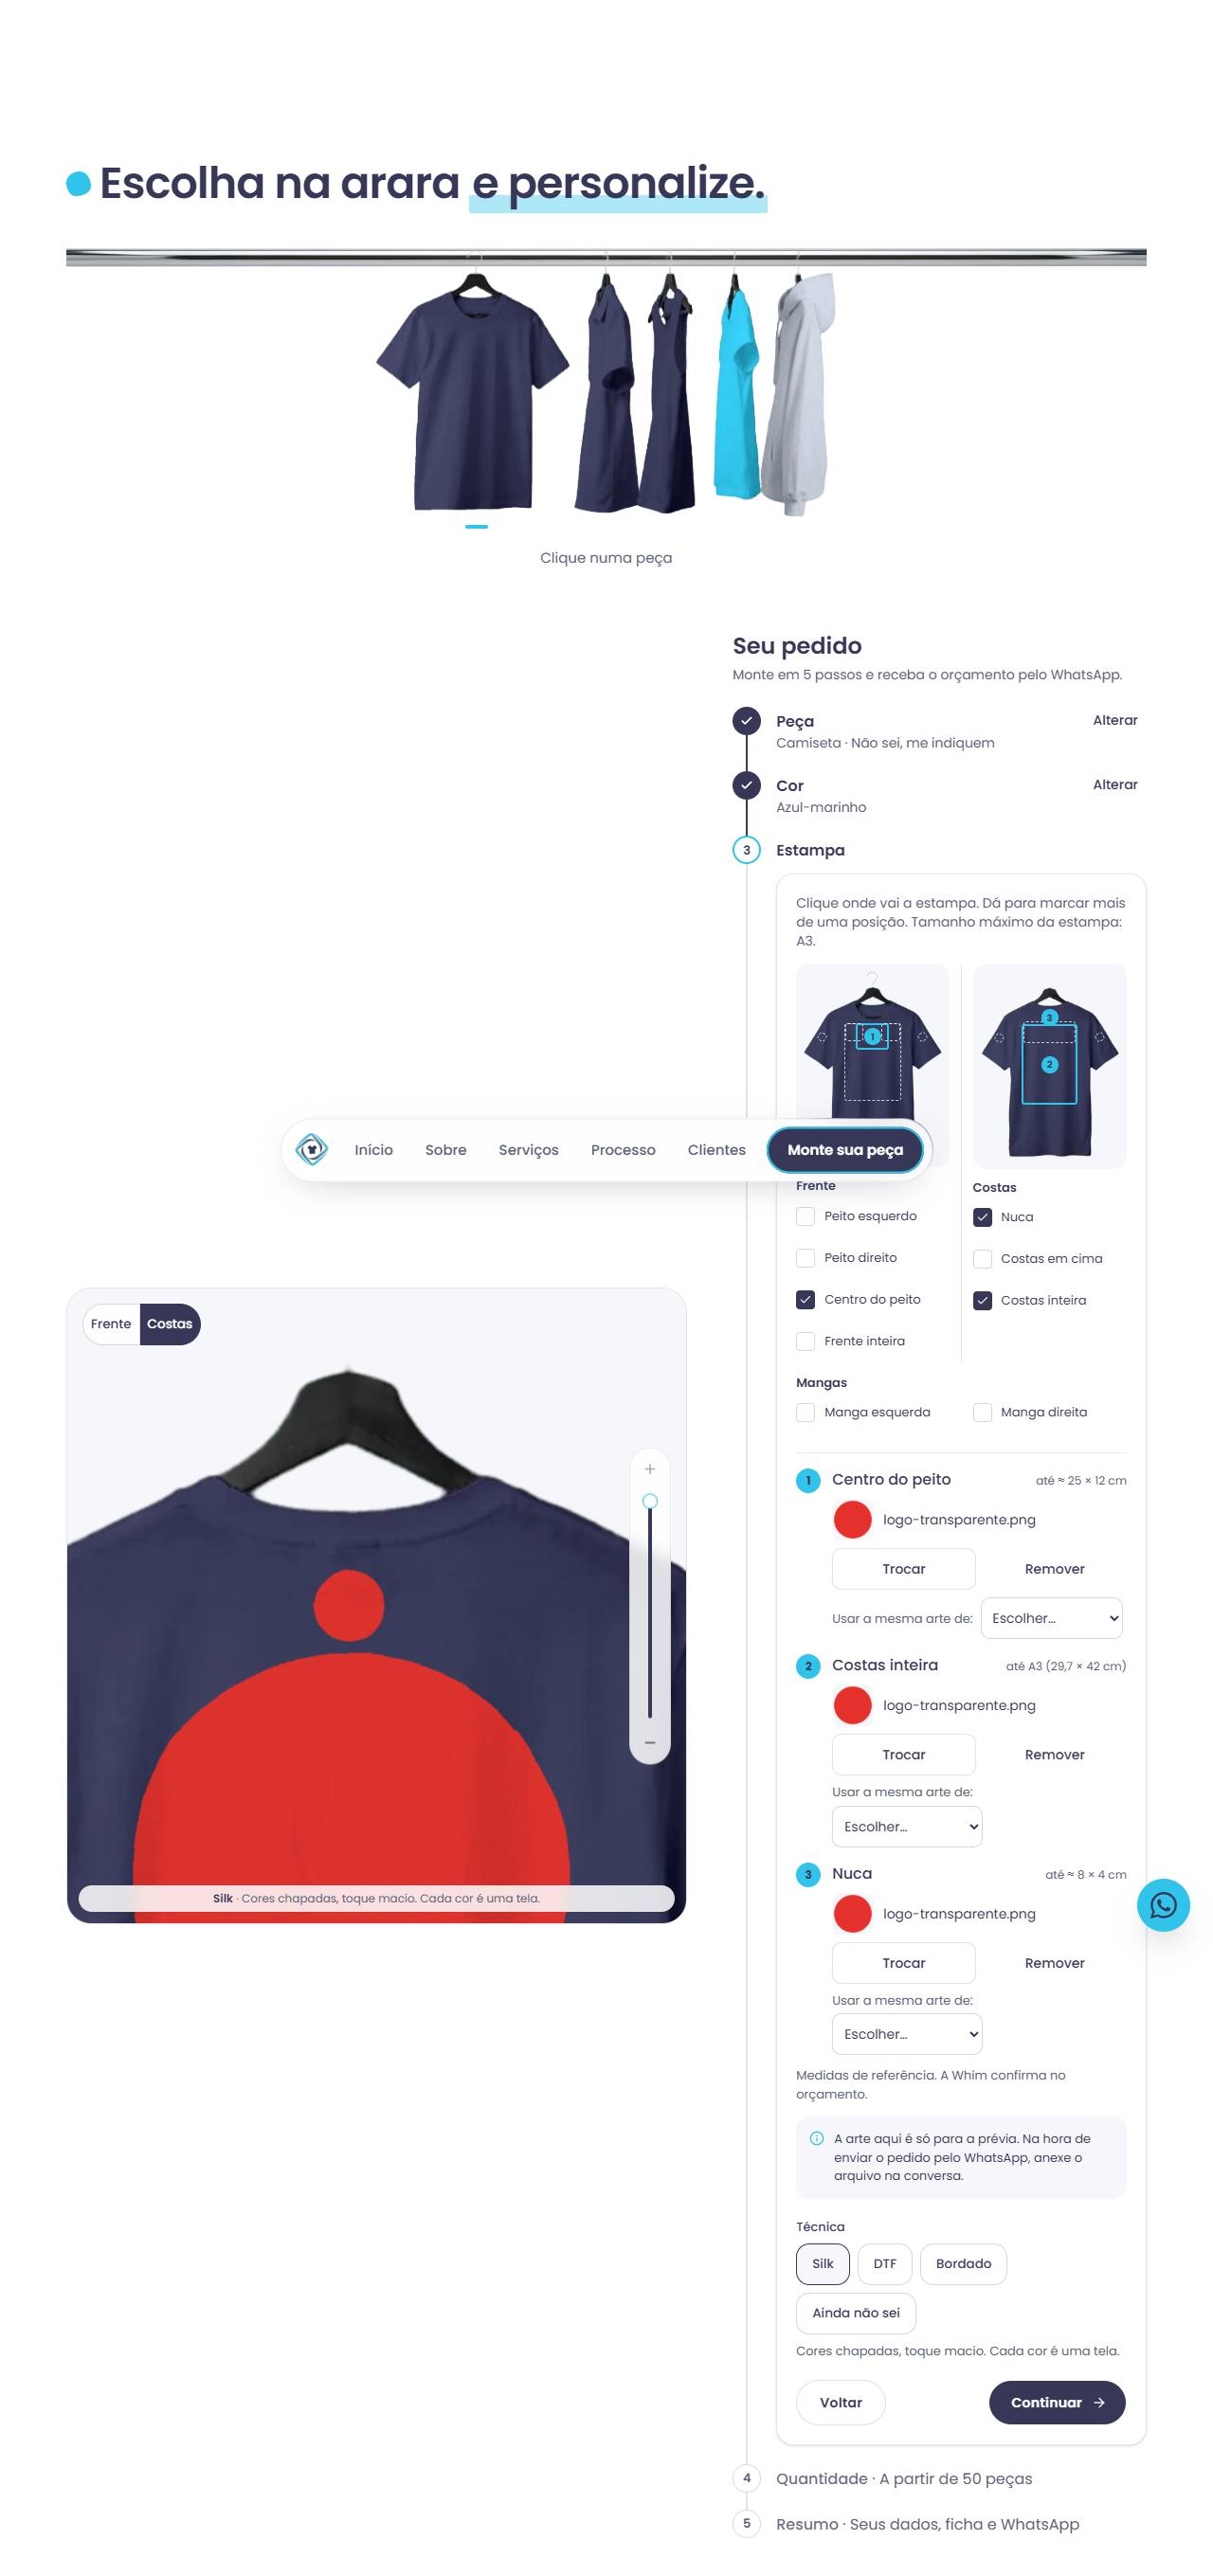 Escolha na arara e personalize.
Clique numa peça
Seu pedido
Monte em 5 passos e receba o orçamento pelo WhatsApp.
Peça
Alterar
Camiseta · Não sei, me indiquem
Cor
Alterar
Azul-marinho
3
Estampa
Clique onde vai a estampa. Dá para marcar mais
de uma posição. Tamanho máximo da estampa:
A3.
1
3
2
Início
Sobre
Serviços
Processo
Clientes
Monte sua peça
Frente
Peito esquerdo
Peito direito
Centro do peito
Frente inteira
Costas
Nuca
Costas em cima
Costas inteira
Mangas
Manga esquerda
Manga direita
Frente
Costas
+
−
Silk · Cores chapadas, toque macio. Cada cor é uma tela.
1
Centro do peito
até ≈ 25 × 12 cm
logo-transparente.png
Trocar
Remover
Usar a mesma arte de:
Escolher...
2
Costas inteira
até A3 (29,7 × 42 cm)
logo-transparente.png
Trocar
Remover
Usar a mesma arte de:
Escolher...
3
Nuca
até ≈ 8 × 4 cm
logo-transparente.png
Trocar
Remover
Usar a mesma arte de:
Escolher...
Medidas de referência. A Whim confirma no
orçamento.
A arte aqui é só para a prévia. Na hora de
enviar o pedido pelo WhatsApp, anexe o
arquivo na conversa.
Técnica
Silk
DTF
Bordado
Ainda não sei
Cores chapadas, toque macio. Cada cor é uma tela.
Voltar
Continuar →
4
Quantidade · A partir de 50 peças
5
Resumo · Seus dados, ficha e WhatsApp